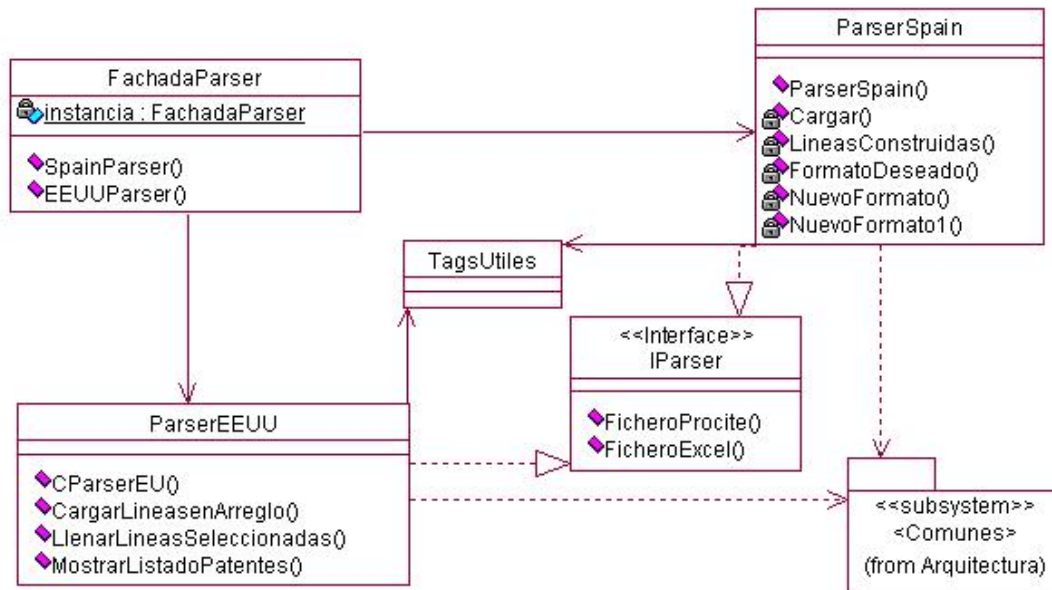 FachadaParser
instancia : FachadaParser
SpainParser()
EEUUParser()
ParserSpain
ParserSpain()
Cargar()
LineasConstruidas()
FormatoDeseado()
NuevoFormato()
NuevoFormato1()
TagsUtiles
<<Interface>>
IParser
FicheroProcite()
FicheroExcel()
ParserEEUU
CParserEU()
CargarLineasenArreglo()
LlenarLineasSeleccionadas()
MostrarListadoPatentes()
<<subsystem>>
<Comunes>
(from Arquitectura)